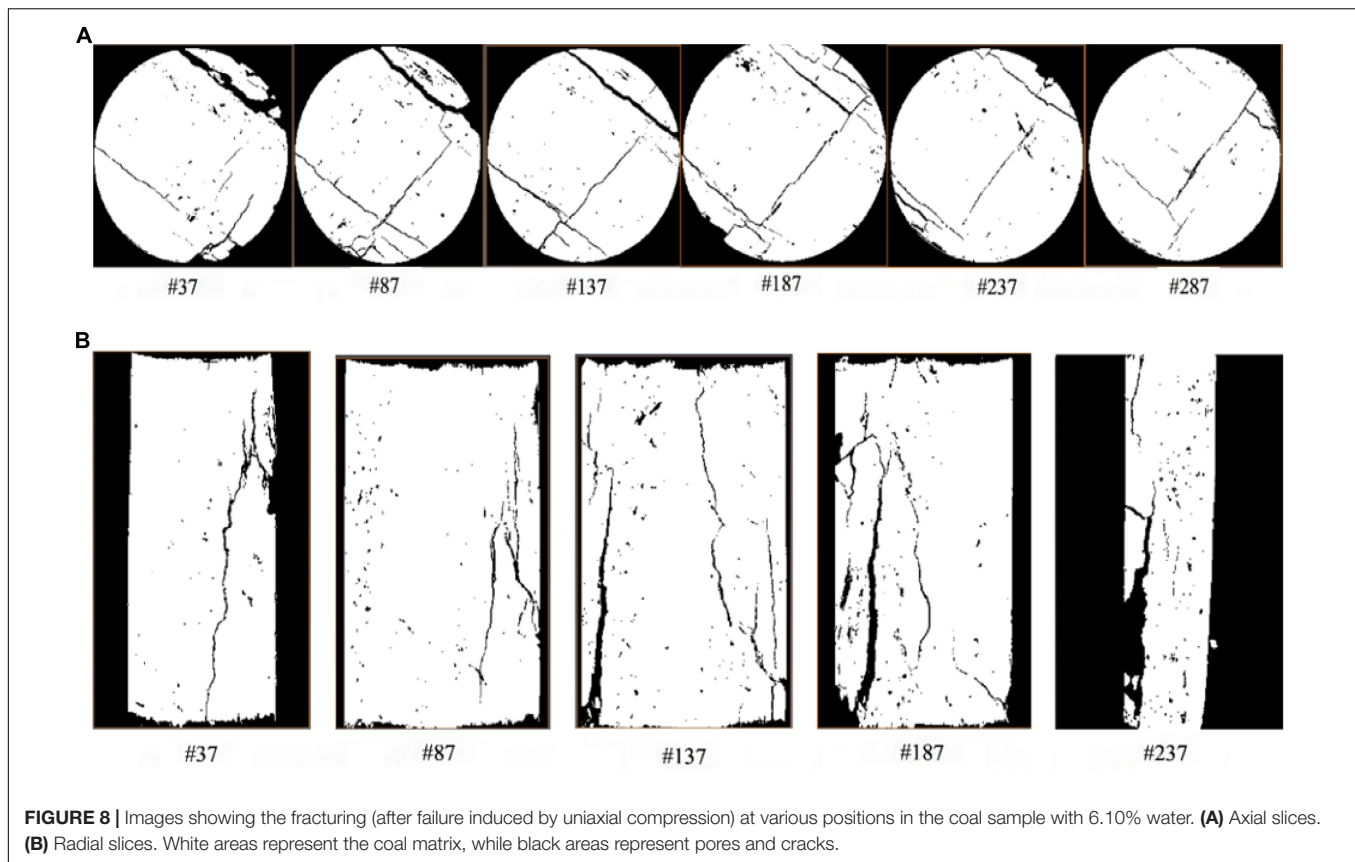 A
#37 #87 #137 #187 #237 #287
B
#37 #87 #137 #187 #237
FIGURE 8 | Images showing the fracturing (after failure induced by uniaxial compression) at various positions in the coal sample with 6.10% water. (A) Axial slices.
(B) Radial slices. White areas represent the coal matrix, while black areas represent pores and cracks.